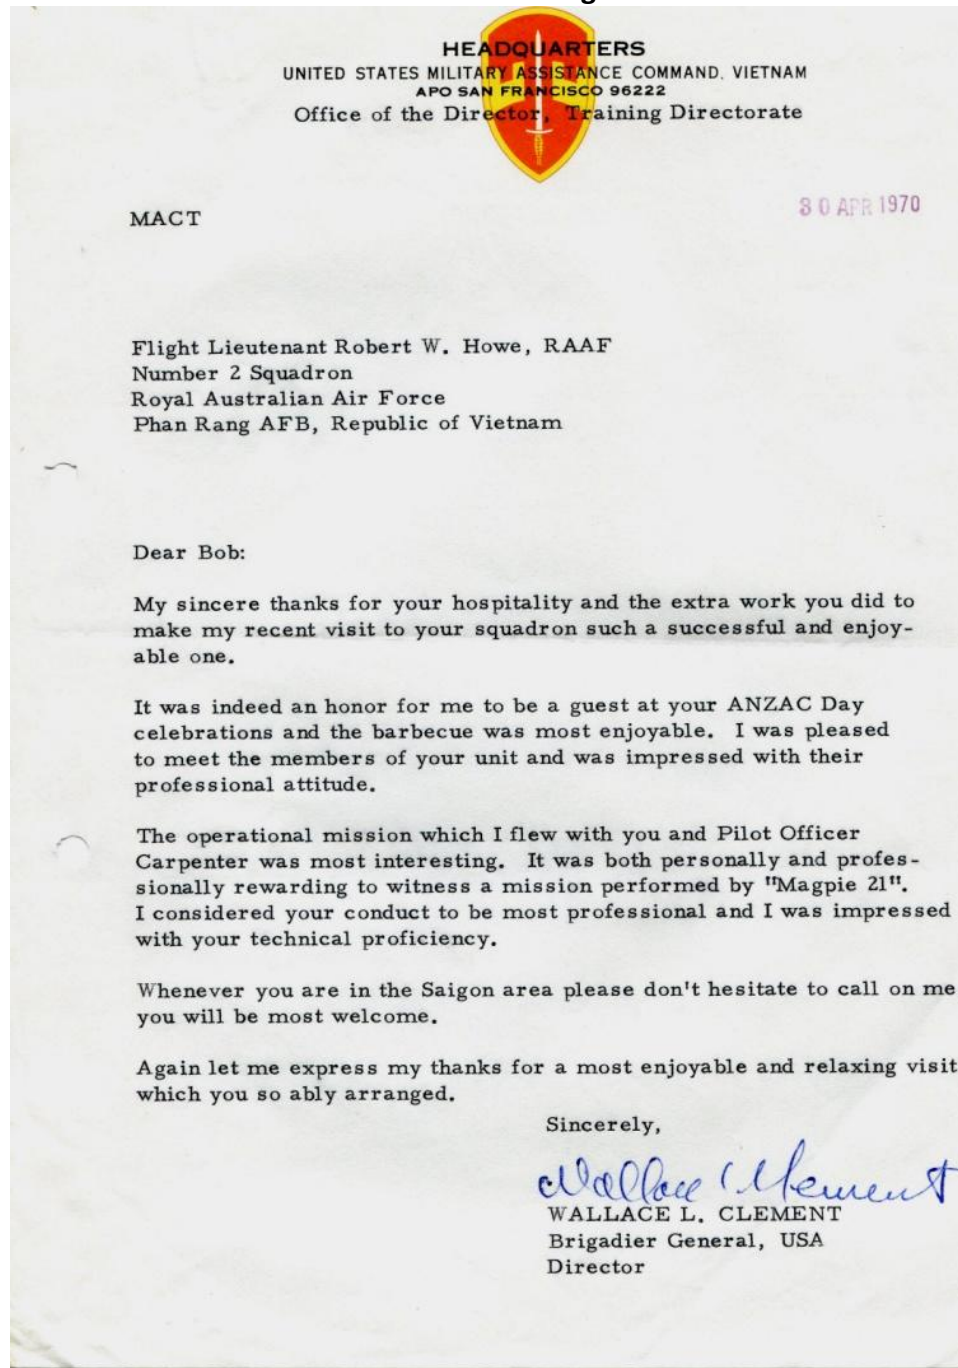 HEADQUARTERS
UNITED STATES MILITARY ASSISTANCE COMMAND, VIETNAM
APO SAN FRANCISCO 96222
Office of the Director, Training Directorate
30 APR 1970
MACT
Flight Lieutenant Robert W. Howe, RAAF
Number 2 Squadron
Royal Australian Air Force
Phan Rang AFB, Republic of Vietnam
Dear Bob:
My sincere thanks for your hospitality and the extra work you did to
make my recent visit to your squadron such a successful and enjoy-
able one.
It was indeed an honor for me to be a guest at your ANZAC Day
celebrations and the barbecue was most enjoyable. I was pleased
to meet the members of your unit and was impressed with their
professional attitude.
The operational mission which I flew with you and Pilot Officer
Carpenter was most interesting. It was both personally and profes-
sionally rewarding to witness a mission performed by "Magpie 21".
I considered your conduct to be most professional and I was impressed
with your technical proficiency.
Whenever you are in the Saigon area please don't hesitate to call on me
you will be most welcome.
Again let me express my thanks for a most enjoyable and relaxing visit
which you so ably arranged.
Sincerely,
Wallace Clement
WALLACE L. CLEMENT
Brigadier General, USA
Director